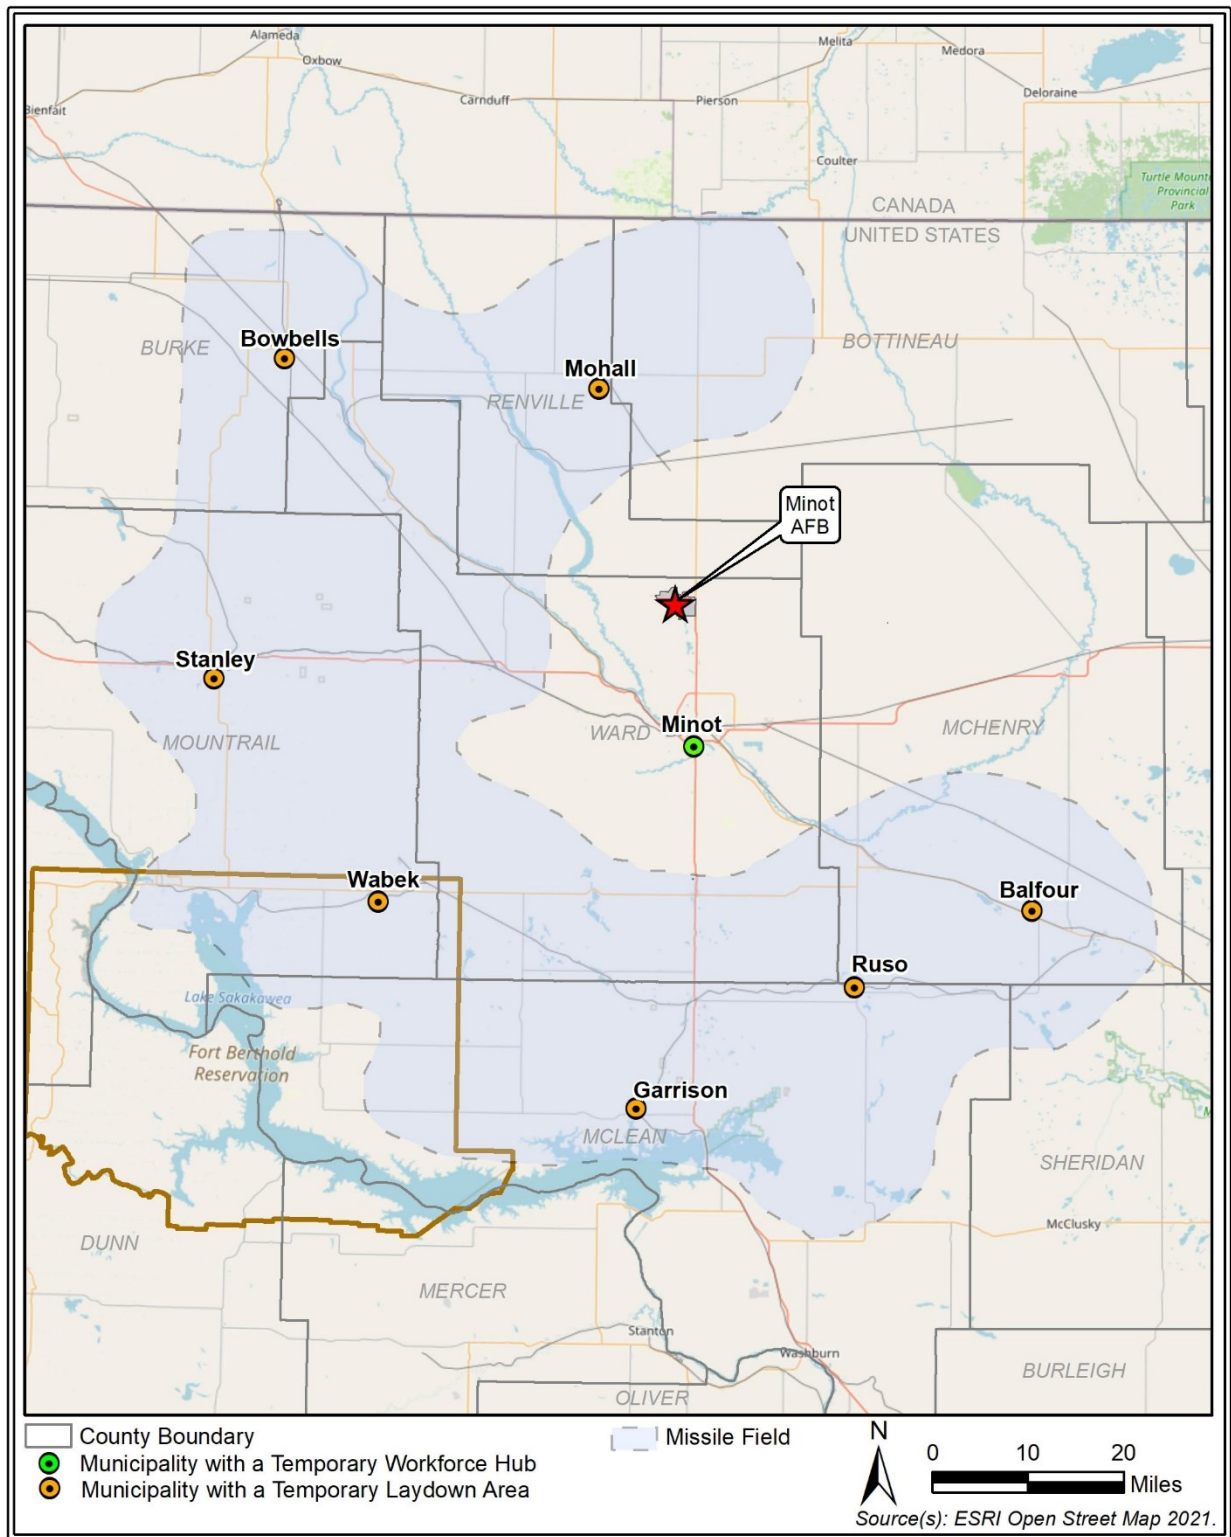 Alameda
Oxbow
Melita
Medora
Bienfait
Carnduff
Pierson
Deloraine
Coulter
Turtle Mount
Provincial
Park
CANADA
UNITED STATES
BURKE
Bowbells
BOTTINEAU
Mohall
RENVILLE
Minot
AFB
Stanley
MOUNTRAIL
WARD
Minot
MCHENRY
Wabek
Balfour
Ruso
Lake Sakakawea
Fort Berthold
Reservation
Garrison
MCLEAN
SHERIDAN
McClusky
DUNN
MERCER
Stanton
Washburn
BURLEIGH
OLIVER
County Boundary
Municipality with a Temporary Workforce Hub
Municipality with a Temporary Laydown Area
Missile Field
N
0 10 20
Miles
Source(s): ESRI Open Street Map 2021.